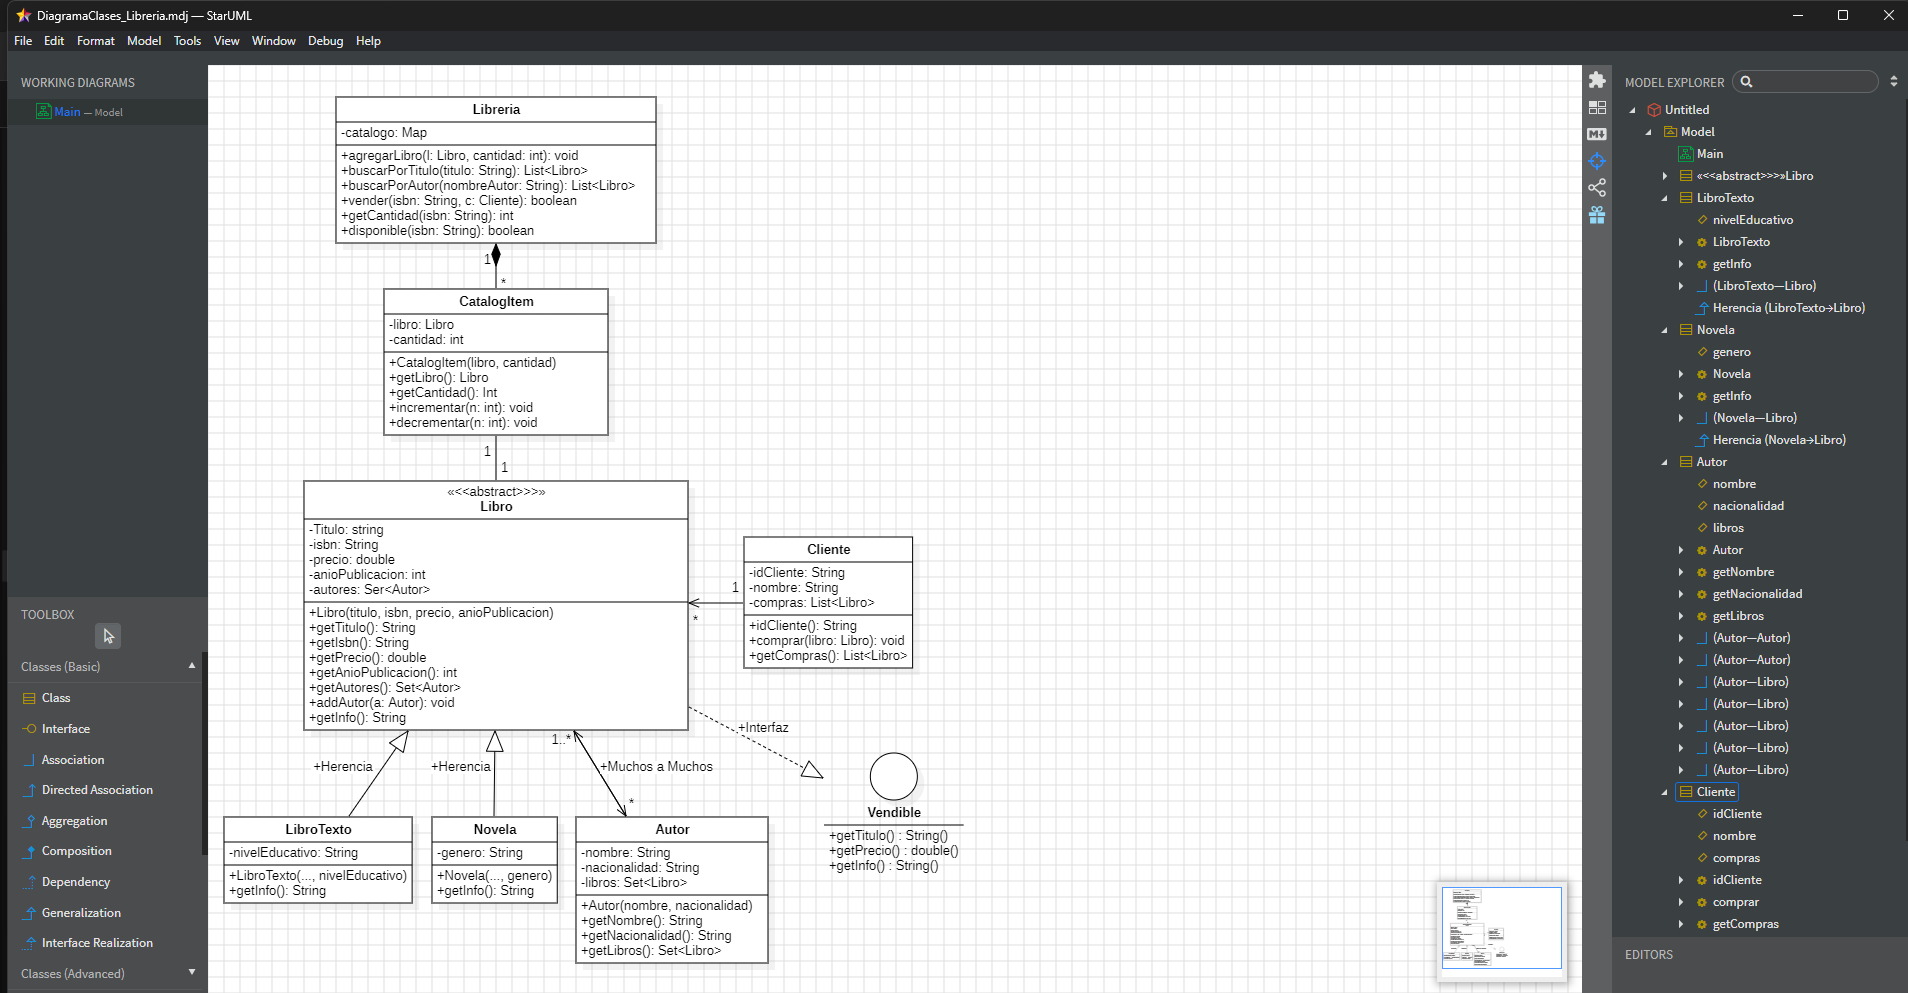 DiagramaClases_Libreria.mdj — StarUML
File Edit Format Model Tools View Window Debug Help
WORKING DIAGRAMS
Main — Model
TOOLBOX
Classes (Basic)
Class
Interface
Association
Directed Association
Aggregation
Composition
Dependency
Generalization
Interface Realization
Classes (Advanced)
Libreria
-catalogo: Map
+agregarLibro(l: Libro, cantidad: int): void
+buscarPorTitulo(titulo: String): List<Libro>
+buscarPorAutor(nombreAutor: String): List<Libro>
+vender(isbn: String, c: Cliente): boolean
+getCantidad(isbn: String): int
+disponible(isbn: String): boolean
1
*
CatalogItem
-libro: Libro
-cantidad: int
+CatalogItem(libro, cantidad)
+getLibro(): Libro
+getCantidad(): Int
+incrementar(n: int): void
+decrementar(n: int): void
1
1
«<<abstract>>>»
Libro
-Titulo: string
-isbn: String
-precio: double
-anioPublicacion: int
-autores: Ser<Autor>
+Libro(titulo, isbn, precio, anioPublicacion)
+getTitulo(): String
+getIsbn(): String
+getPrecio(): double
+getAnioPublicacion(): int
+getAutores(): Set<Autor>
+addAutor(a: Autor): void
+getInfo(): String
1
*
Cliente
-idCliente: String
-nombre: String
-compras: List<Libro>
+idCliente(): String
+comprar(libro: Libro): void
+getCompras(): List<Libro>
+Interfaz
1..*
+Herencia
+Herencia
+Muchos a Muchos
*
LibroTexto
-nivelEducativo: String
+LibroTexto(..., nivelEducativo)
+getInfo(): String
Novela
-genero: String
+Novela(..., genero)
+getInfo(): String
Autor
-nombre: String
-nacionalidad: String
-libros: Set<Libro>
+Autor(nombre, nacionalidad)
+getNombre(): String
+getNacionalidad(): String
+getLibros(): Set<Libro>
Vendible
+getTitulo() : String()
+getPrecio() : double()
+getInfo() : String()
M
MODEL EXPLORER
Untitled
Model
Main
«<<abstract>>>»Libro
LibroTexto
nivelEducativo
LibroTexto
getInfo
(LibroTexto—Libro)
Herencia (LibroTexto→Libro)
Novela
genero
Novela
getInfo
(Novela—Libro)
Herencia (Novela→Libro)
Autor
nombre
nacionalidad
libros
Autor
getNombre
getNacionalidad
getLibros
(Autor—Autor)
(Autor—Autor)
(Autor—Libro)
(Autor—Libro)
(Autor—Libro)
(Autor—Libro)
(Autor—Libro)
Cliente
idCliente
nombre
compras
idCliente
comprar
getCompras
EDITORS